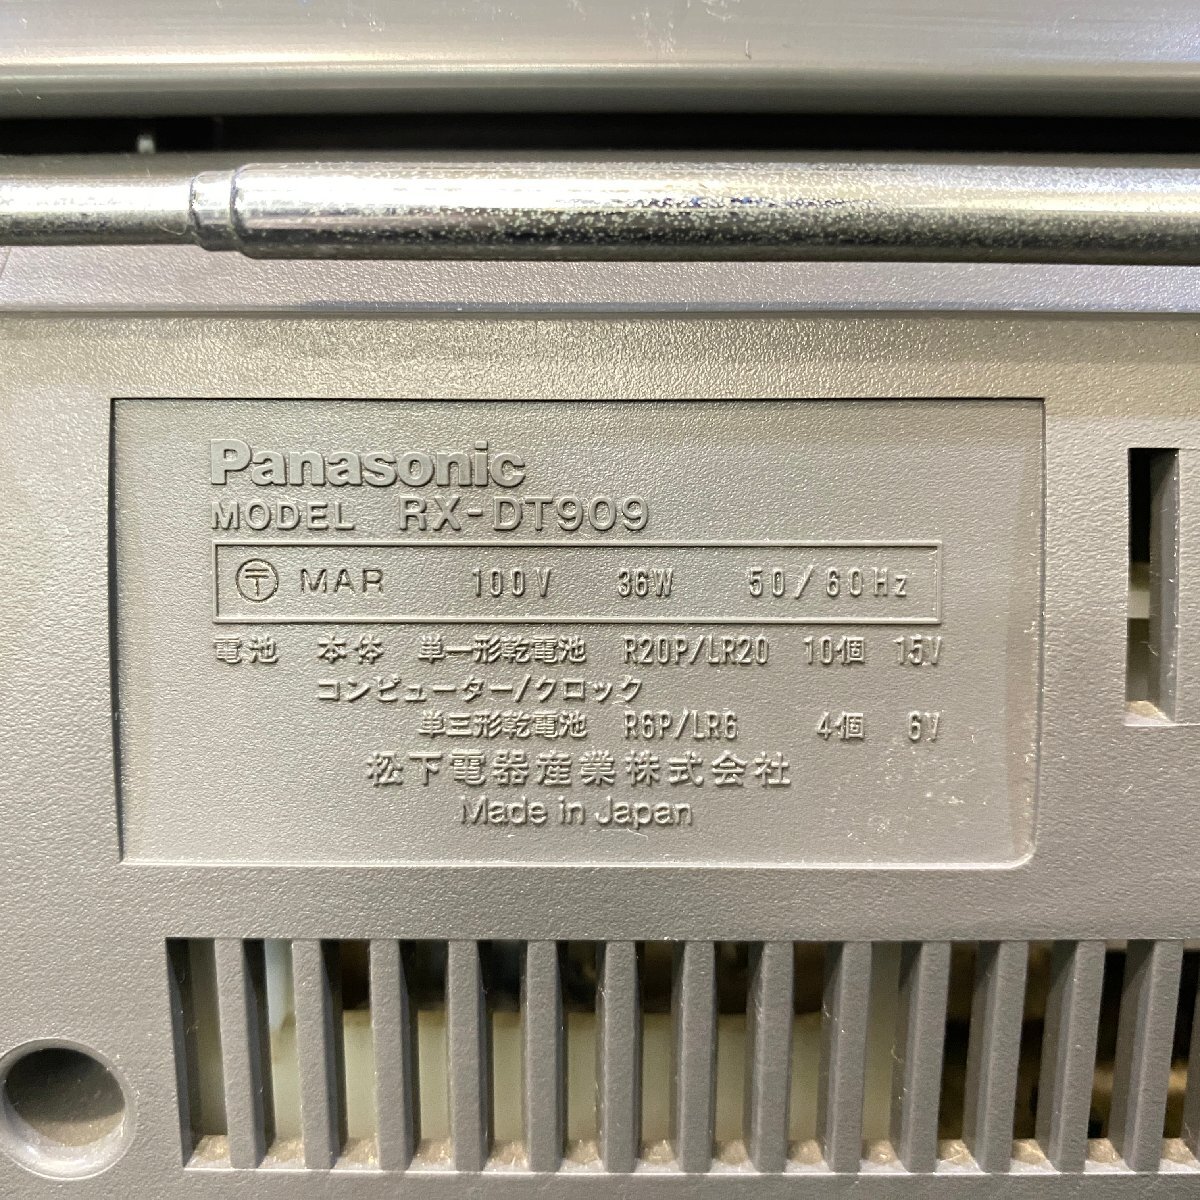 Panasonic
MODEL RX-DT909
〒 MAR 100V 36W 50/60Hz
電池 本体 単一形乾電池 R20P/LR20 10個 15V
コンピューター/クロック
単三形乾電池 R6P/LR6 4個 6V
松下電器産業株式会社
Made in Japan